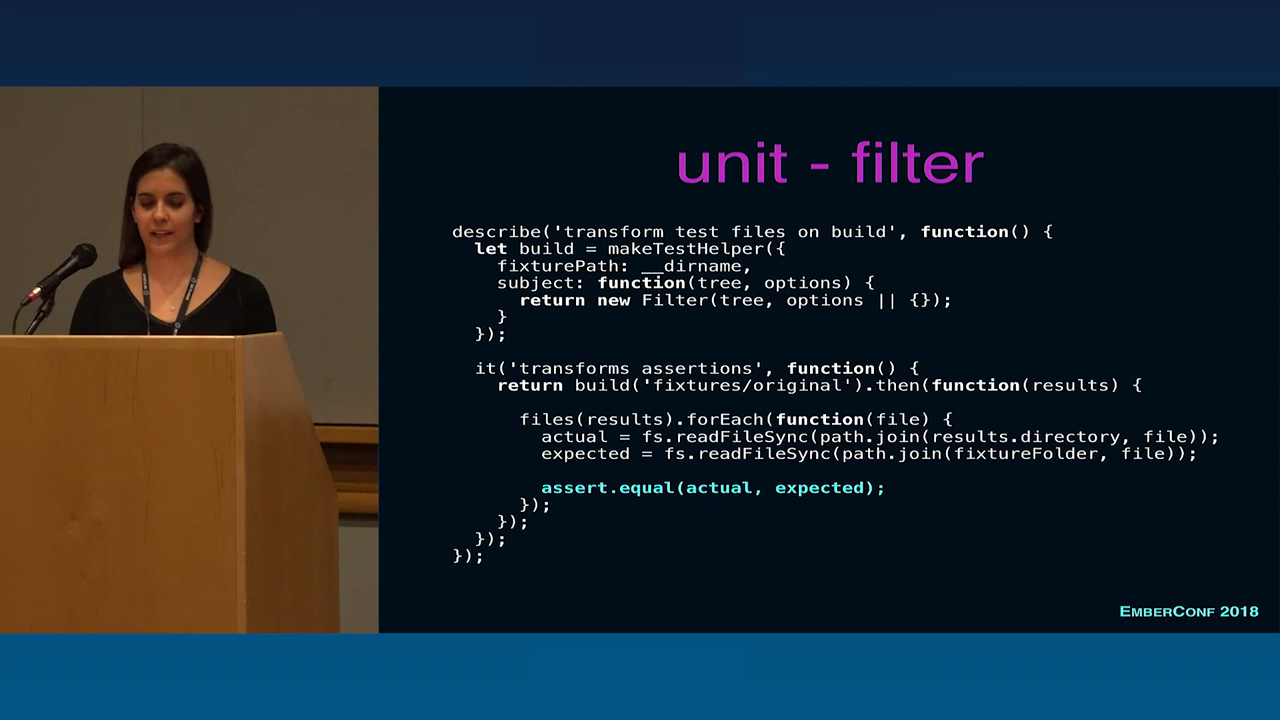 unit - filter
describe('transform test files on build', function() {
let build = makeTestHelper({
fixturePath: __dirname,
subject: function(tree, options) {
return new Filter(tree, options || {});
}
});
it('transforms assertions', function() {
return build('fixtures/original').then(function(results) {
files(results).forEach(function(file) {
actual = fs.readFileSync(path.join(results.directory, file));
expected = fs.readFileSync(path.join(fixtureFolder, file));
assert.equal(actual, expected);
});
});
});
});
EMBERCONF 2018